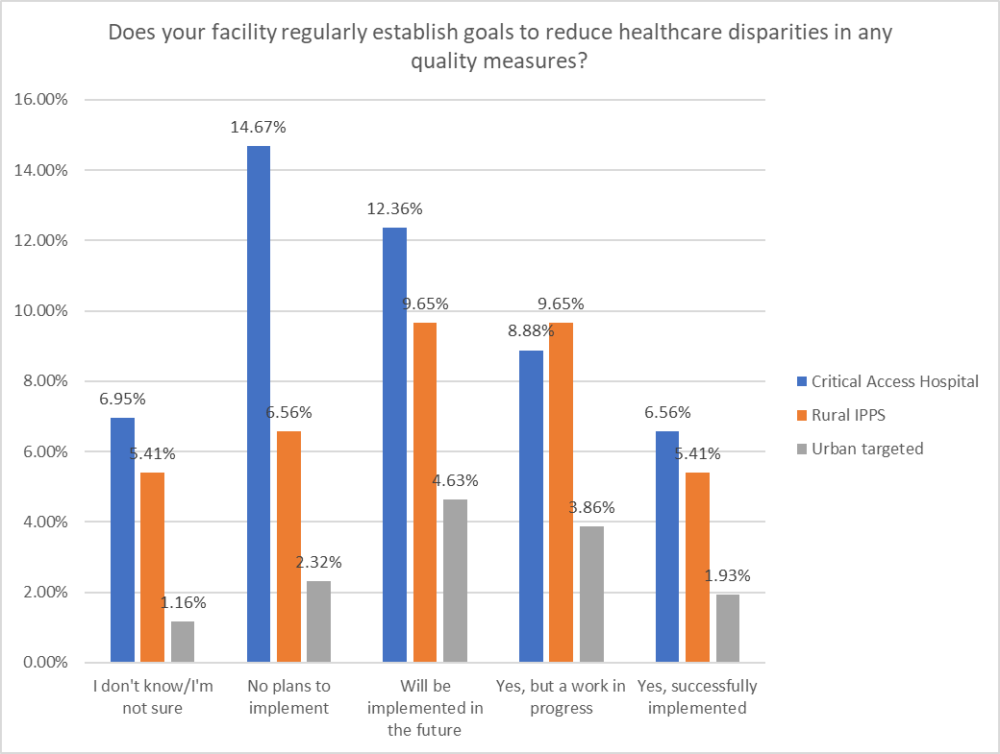 Does your facility regularly establish goals to reduce healthcare disparities in any
quality measures?
16.00%
14.00%
12.00%
10.00%
8.00%
6.00%
4.00%
2.00%
0.00%
6.95%
5.41%
1.16%
14.67%
6.56%
2.32%
12.36%
9.65%
4.63%
8.88%
9.65%
3.86%
6.56%
5.41%
1.93%
I don't know/I'm
not sure
No plans to
implement
Will be
implemented in
the future
Yes, but a work in
progress
Yes, successfully
implemented
Critical Access Hospital
Rural IPPS
Urban targeted